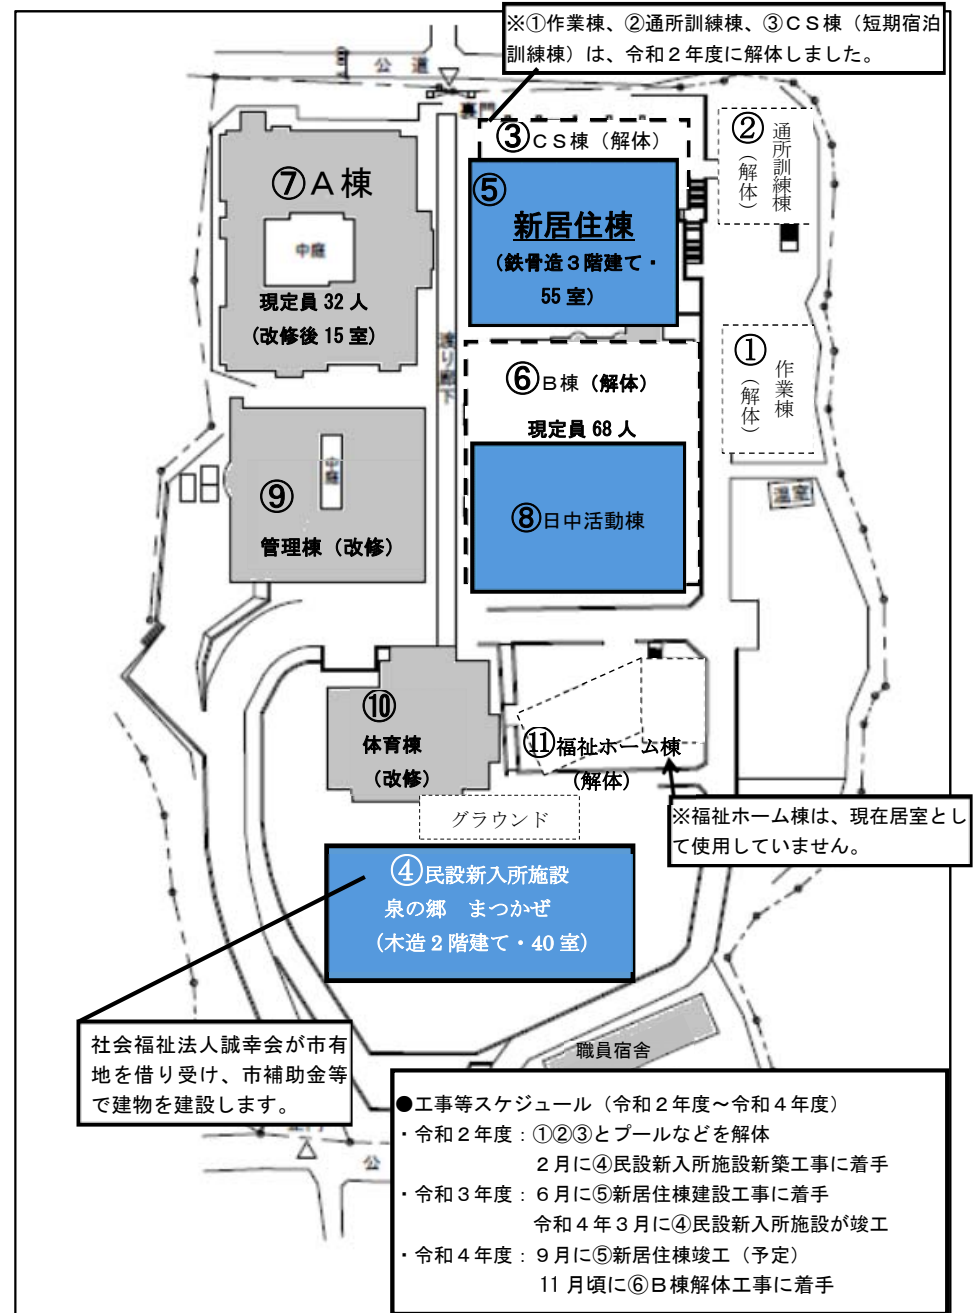 ※①作業棟、②通所訓練棟、③ＣＳ棟（短期宿泊
訓練棟）は、令和２年度に解体しました。
公　道
裏門
③ＣＳ棟（解体）
②
通所訓練棟
（解体）
⑦Ａ棟
中庭
現定員 32 人
（改修後 15 室）
⑤
新居住棟
（鉄骨造３階建て・
55 室）
渡り廊下
①
作業棟
（解体）
⑥Ｂ棟（解体）
現定員 68 人
⑧日中活動棟
中庭
⑨
管理棟（改修）
温室
⑩
体育棟
（改修）
⑪福祉ホーム棟
（解体）
グラウンド
※福祉ホーム棟は、現在居室とし
て使用していません。
④民設新入所施設
泉の郷　まつかぜ
（木造２階建て・40 室）
社会福祉法人誠幸会が市有
地を借り受け、市補助金等
で建物を建設します。
職員宿舎
公
●工事等スケジュール（令和２年度～令和４年度）
・令和２年度：①②③とプールなどを解体
２月に④民設新入所施設新築工事に着手
・令和３年度：６月に⑤新居住棟建設工事に着手
令和４年３月に④民設新入所施設が竣工
・令和４年度：９月に⑤新居住棟竣工（予定）
11 月頃に⑥Ｂ棟解体工事に着手